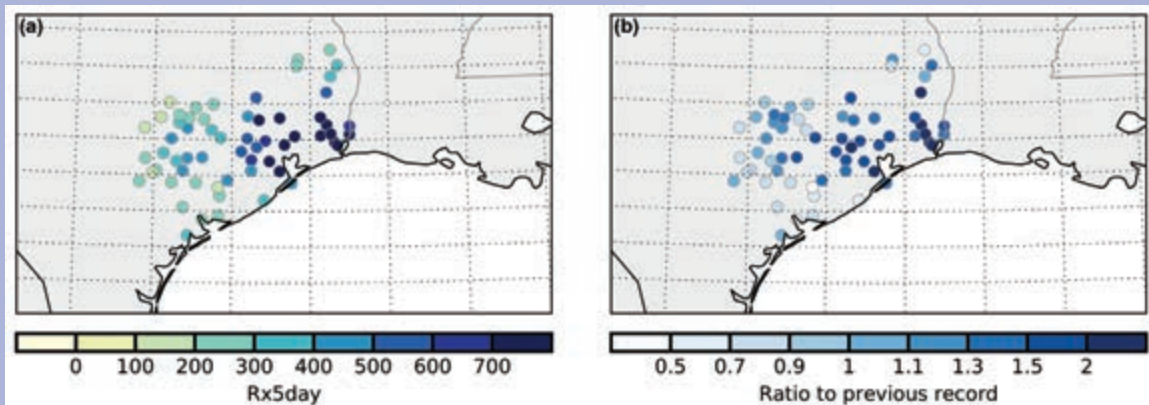 (a)
(b)
0 100 200 300 400 500 600 700
0.5 0.7 0.9 1 1.1 1.3 1.5 2
Rx5day
Ratio to previous record